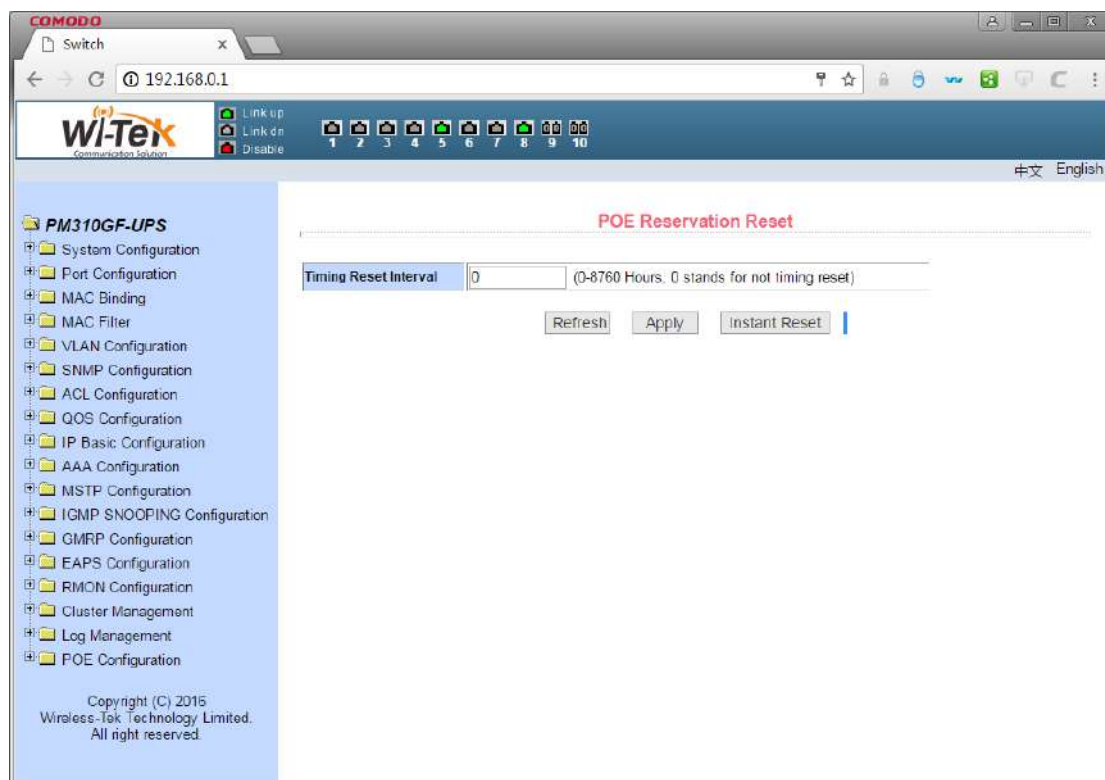 COMODO
Switch
192.168.0.1
((•))
Wi-Tek
Communication Solution
Link up
Link dn
Disable
1 2 3 4 5 6 7 8 9 10
中文 English
PM310GF-UPS
System Configuration
Port Configuration
MAC Binding
MAC Filter
VLAN Configuration
SNMP Configuration
ACL Configuration
QOS Configuration
IP Basic Configuration
AAA Configuration
MSTP Configuration
IGMP SNOOPING Configuration
GMRP Configuration
EAPS Configuration
RMON Configuration
Cluster Management
Log Management
POE Configuration
Copyright (C) 2016
Wireless-Tek Technology Limited.
All right reserved.
POE Reservation Reset
Timing Reset Interval 0 (0-8760 Hours, 0 stands for not timing reset)
Refresh Apply Instant Reset